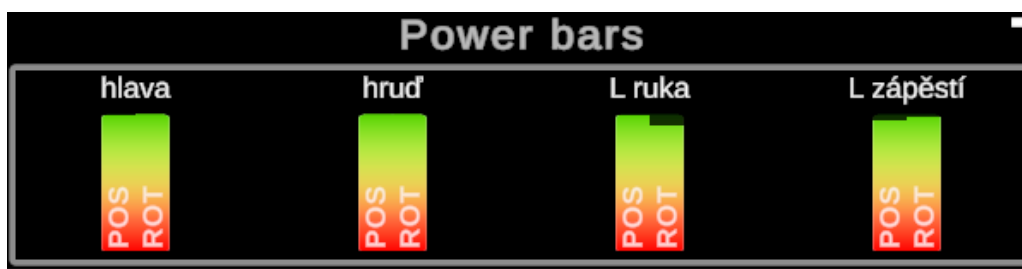 Power bars
hlava hruď L ruka L zápěstí
POS ROT POS ROT POS ROT POS ROT